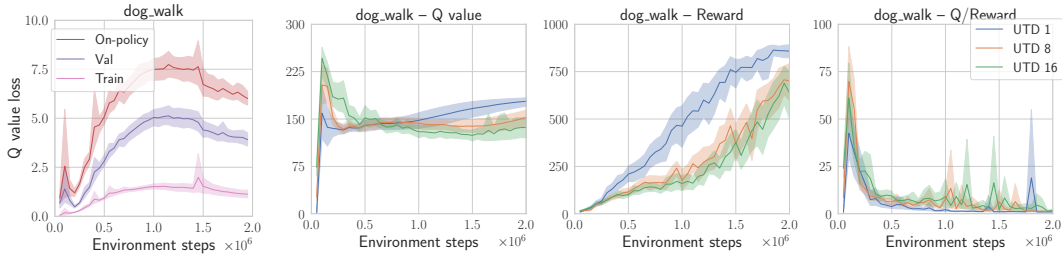 dog_walk
Q value loss
10.0
7.5
5.0
2.5
0.0
On-policy
Val
Train
0.0 0.5 1.0 1.5 2.0
Environment steps ×10⁶
dog_walk – Q value
300
225
150
75
0
0.5 1.0 1.5 2.0
Environment steps ×10⁶
dog_walk – Reward
1000
750
500
250
0
0.0 0.5 1.0 1.5 2.0
Environment steps ×10⁶
dog_walk – Q/Reward
100
75
50
25
0
UTD 1
UTD 8
UTD 16
0.0 0.5 1.0 1.5 2.0
Environment steps ×10⁶